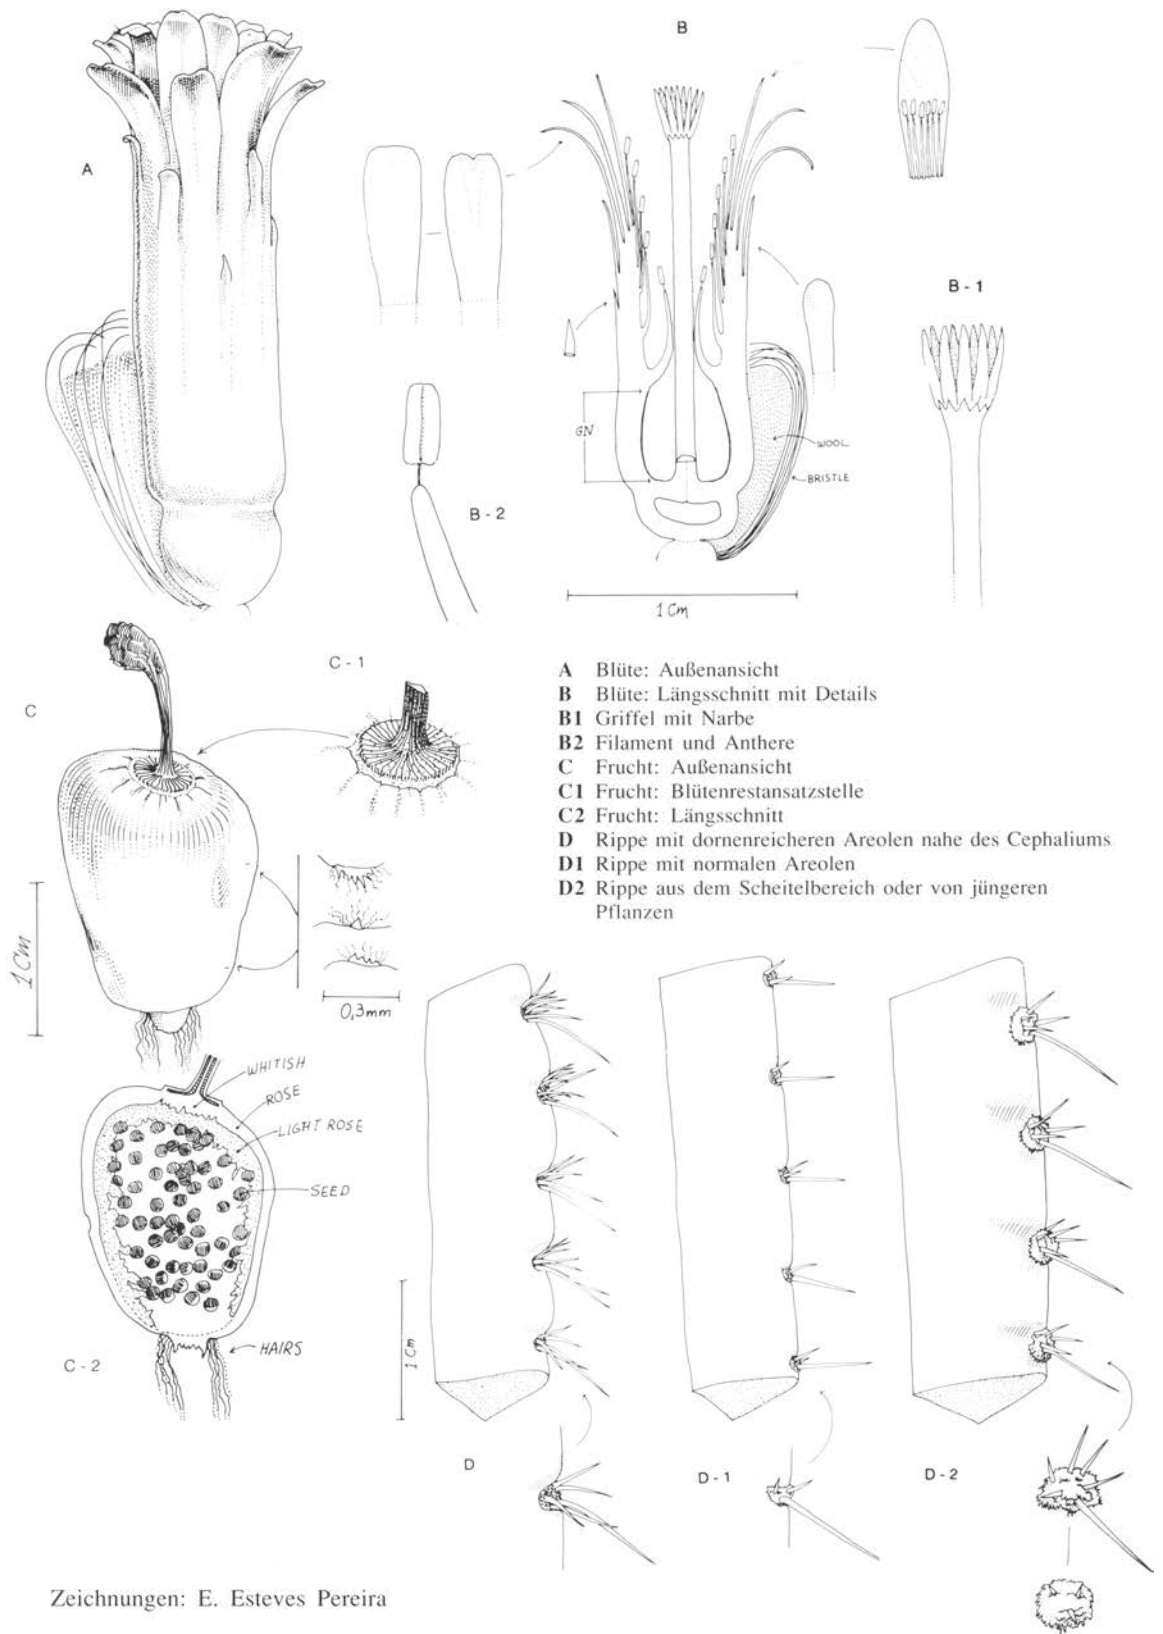 B
A
B - 1
GN
WOOL
BRISTLE
B - 2
1 Cm
C - 1
C
A Blüte: Außenansicht
B Blüte: Längsschnitt mit Details
B1 Griffel mit Narbe
B2 Filament und Anthere
C Frucht: Außenansicht
C1 Frucht: Blütenrestansatzstelle
C2 Frucht: Längsschnitt
D Rippe mit dornenreicheren Areolen nahe des Cephaliums
D1 Rippe mit normalen Areolen
D2 Rippe aus dem Scheitelbereich oder von jüngeren
Pflanzen
1 Cm
0,3mm
WHITISH
ROSE
LIGHT ROSE
SEED
HAIRS
C - 2
1 Cm
D
D - 1
D - 2
Zeichnungen: E. Esteves Pereira